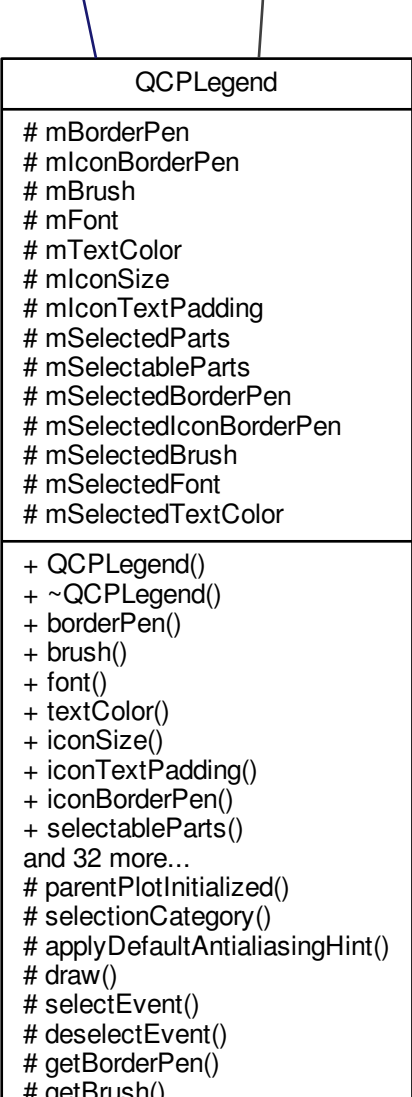 QCPLegend
# mBorderPen
# mIconBorderPen
# mBrush
# mFont
# mTextColor
# mIconSize
# mIconTextPadding
# mSelectedParts
# mSelectableParts
# mSelectedBorderPen
# mSelectedIconBorderPen
# mSelectedBrush
# mSelectedFont
# mSelectedTextColor
+ QCPLegend()
+ ~QCPLegend()
+ borderPen()
+ brush()
+ font()
+ textColor()
+ iconSize()
+ iconTextPadding()
+ iconBorderPen()
+ selectableParts()
and 32 more...
# parentPlotInitialized()
# selectionCategory()
# applyDefaultAntialiasingHint()
# draw()
# selectEvent()
# deselectEvent()
# getBorderPen()
# getBrush()